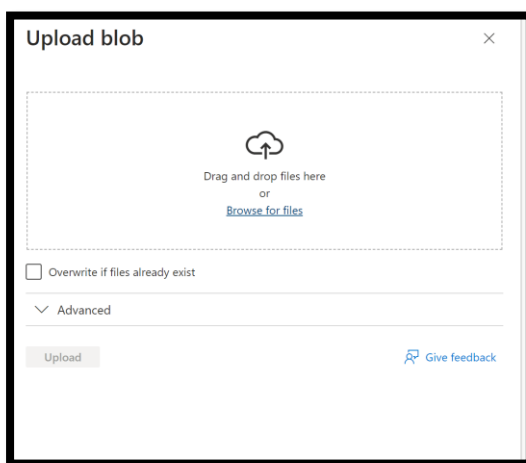 Upload blob
Drag and drop files here
or
Browse for files
Overwrite if files already exist
Advanced
Upload
Give feedback